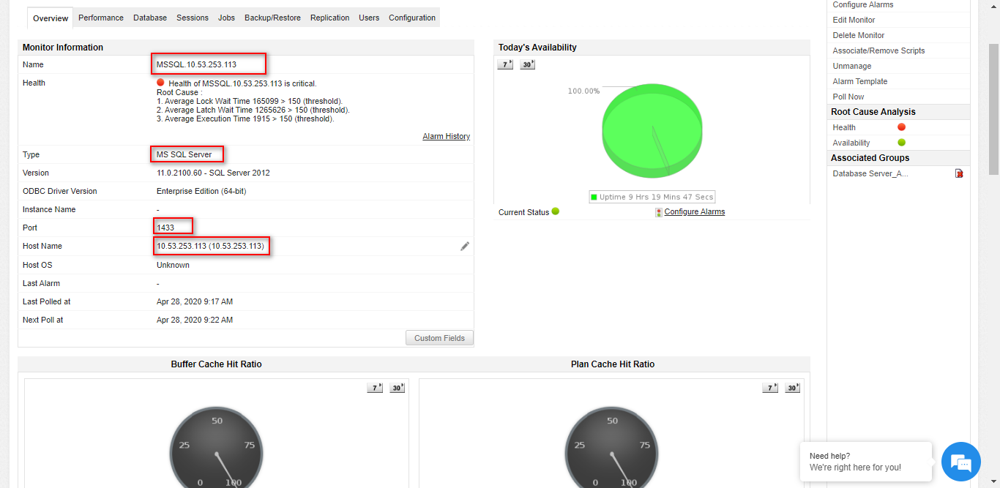 Overview Performance Database Sessions Jobs Backup/Restore Replication Users Configuration
Monitor Information
Name MSSQL.10.53.253.113
Health Health of MSSQL.10.53.253.113 is critical.
Root Cause :
1. Average Lock Wait Time 165099 > 150 (threshold).
2. Average Latch Wait Time 1265626 > 150 (threshold).
3. Average Execution Time 1915 > 150 (threshold).
Alarm History
Type MS SQL Server
Version 11.0.2100.60 - SQL Server 2012
ODBC Driver Version Enterprise Edition (64-bit)
Instance Name -
Port 1433
Host Name 10.53.253.113 (10.53.253.113)
Host OS Unknown
Last Alarm -
Last Polled at Apr 28, 2020 9:17 AM
Next Poll at Apr 28, 2020 9:22 AM
Custom Fields
Today's Availability
7 30
100.00%
Uptime 9 Hrs 19 Mins 47 Secs
Current Status Configure Alarms
Configure Alarms
Edit Monitor
Delete Monitor
Associate/Remove Scripts
Unmanage
Alarm Template
Poll Now
Root Cause Analysis
Health
Availability
Associated Groups
Database Server_A...
Buffer Cache Hit Ratio
7 30
50
25 75
0 100
Plan Cache Hit Ratio
7 30
50
25 75
0 100
Need help?
We're right here for you!